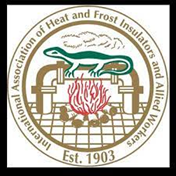 International Association of Heat and Frost Insulators and Allied Workers
Est. 1903